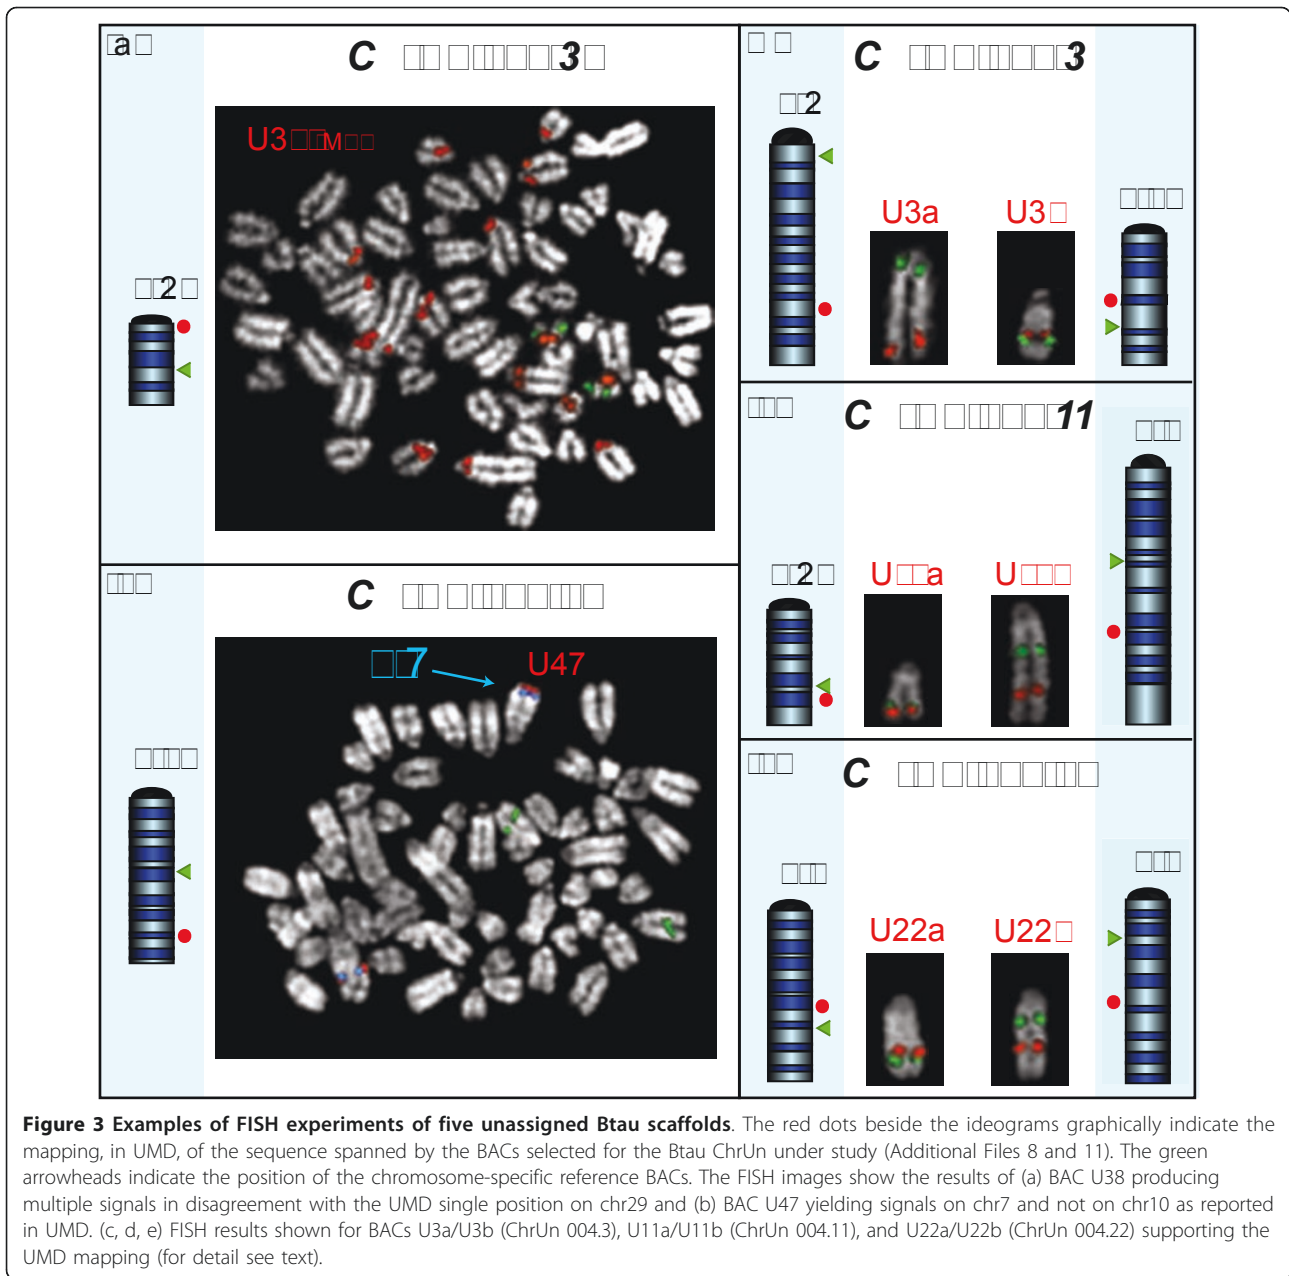 a
C 3
U3 M
2
C
7 U47
C 3
2
U3a U3
C 11
2
U a U
C
U22a U22
Figure 3 Examples of FISH experiments of five unassigned Btau scaffolds. The red dots beside the ideograms graphically indicate the
mapping, in UMD, of the sequence spanned by the BACs selected for the Btau ChrUn under study (Additional Files 8 and 11). The green
arrowheads indicate the position of the chromosome-specific reference BACs. The FISH images show the results of (a) BAC U38 producing
multiple signals in disagreement with the UMD single position on chr29 and (b) BAC U47 yielding signals on chr7 and not on chr10 as reported
in UMD. (c, d, e) FISH results shown for BACs U3a/U3b (ChrUn 004.3), U11a/U11b (ChrUn 004.11), and U22a/U22b (ChrUn 004.22) supporting the
UMD mapping (for detail see text).